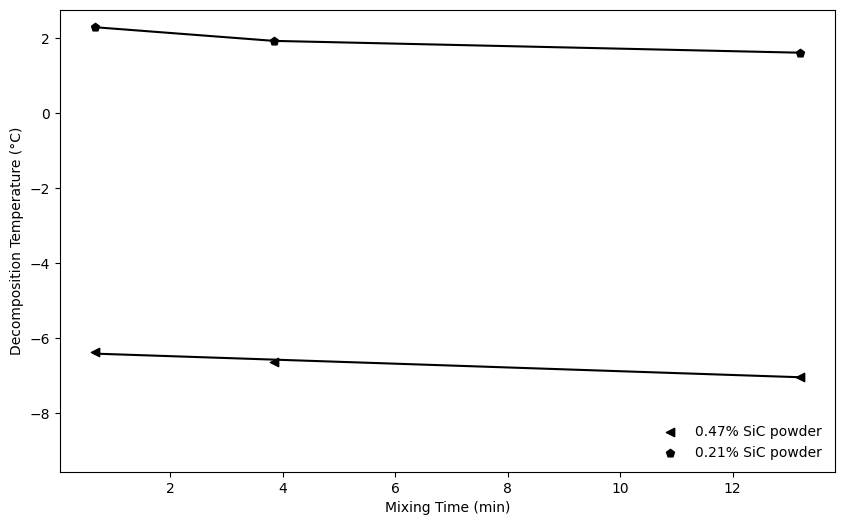 2
0
−2
−4
−6
−8
Decomposition Temperature (°C)
0.47% SiC powder
0.21% SiC powder
2 4 6 8 10 12
Mixing Time (min)